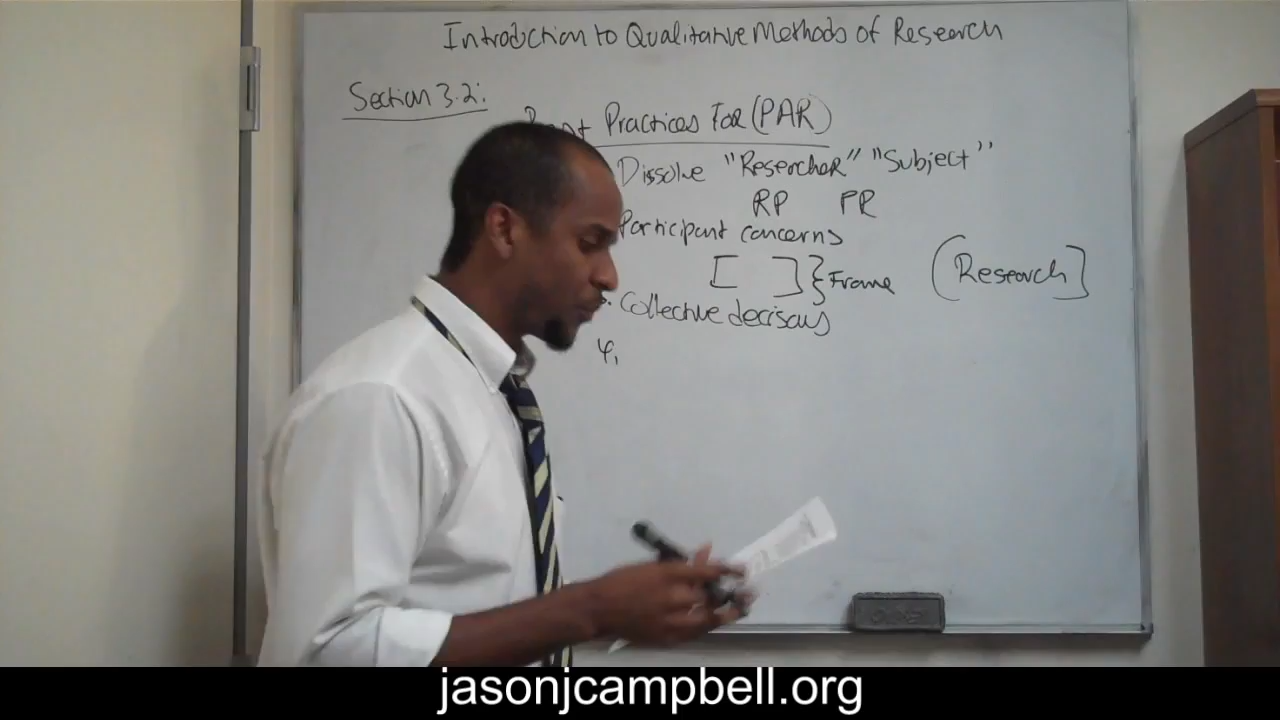 Introduction to Qualitative Methods of Research
Section 3.2:
Practices For (PAR)
Dissolve "Researcher" "Subject"
RP PR
Participant concerns
[ ] } Frame (Research]
• Collective decisons
4,
jasonjcampbell.org